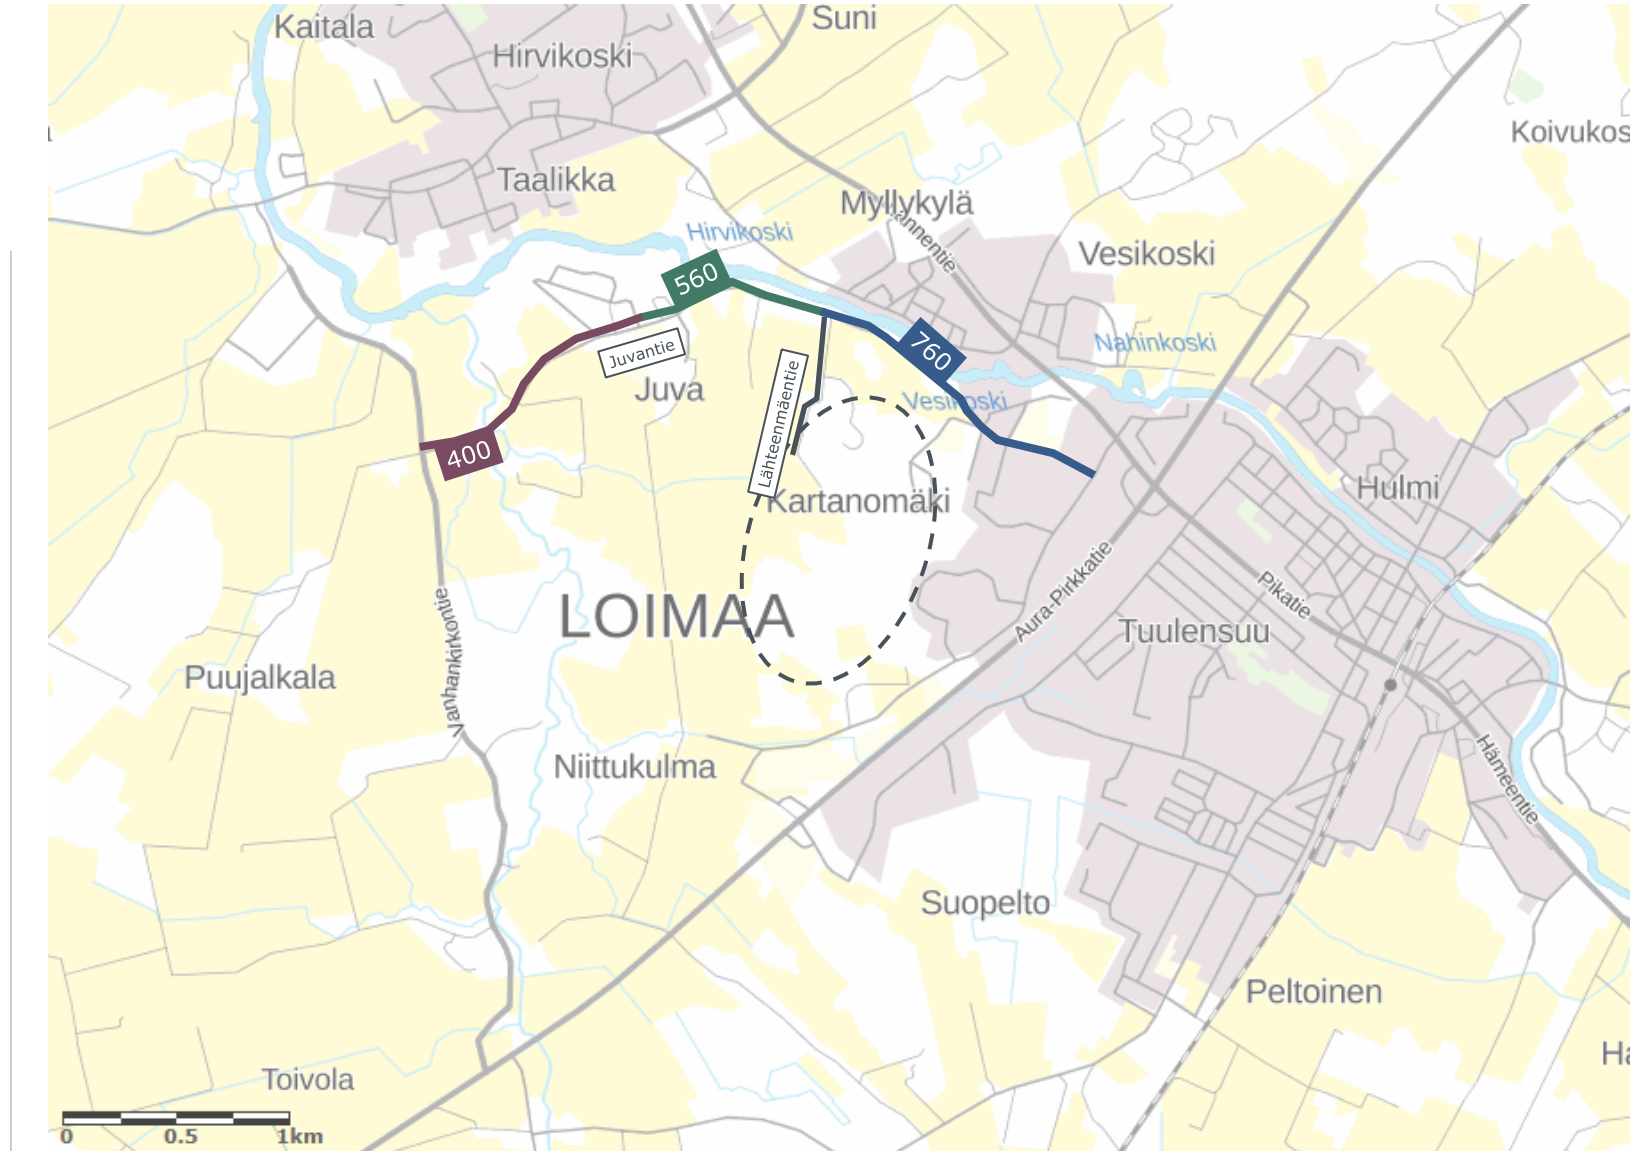 Kaitala
Suni
Hirvikoski
Koivukos
Taalikka
Myllykylä
Hirvikoski
Vesikoski
560
Nahinkoski
760
Juvantie
Juva
Lähteenmäentie
Vesikoski
400
Kartanomäki
Hulmi
Aura-Pirkkatie
Pikatie
LOIMAA
Tuulensuu
Vanhankirkontie
Puujalkala
Niittukulma
Hämeentie
Suopelto
Peltoinen
Toivola
0 0.5 1km